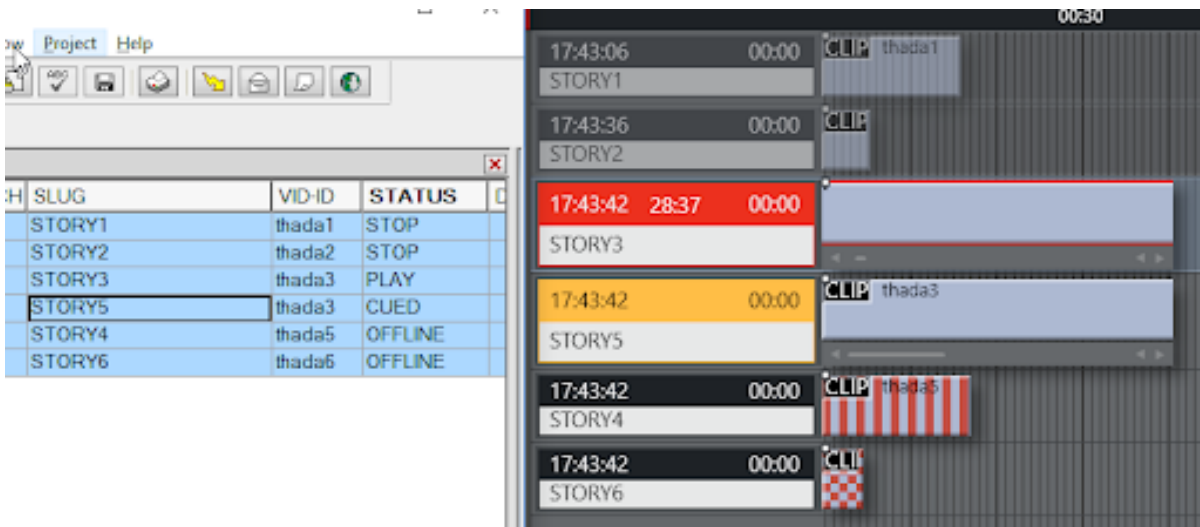 Project Help
ABC
SLUG VID-ID STATUS
STORY1 thada1 STOP
STORY2 thada2 STOP
STORY3 thada3 PLAY
STORY5 thada3 CUED
STORY4 thada5 OFFLINE
STORY6 thada6 OFFLINE
00:30
17:43:06 00:00 CLIP thada1
STORY1
17:43:36 00:00 CLIP
STORY2
17:43:42 28:37 00:00
STORY3
17:43:42 00:00 CLIP thada3
STORY5
17:43:42 00:00 CLIP thada5
STORY4
17:43:42 00:00
STORY6